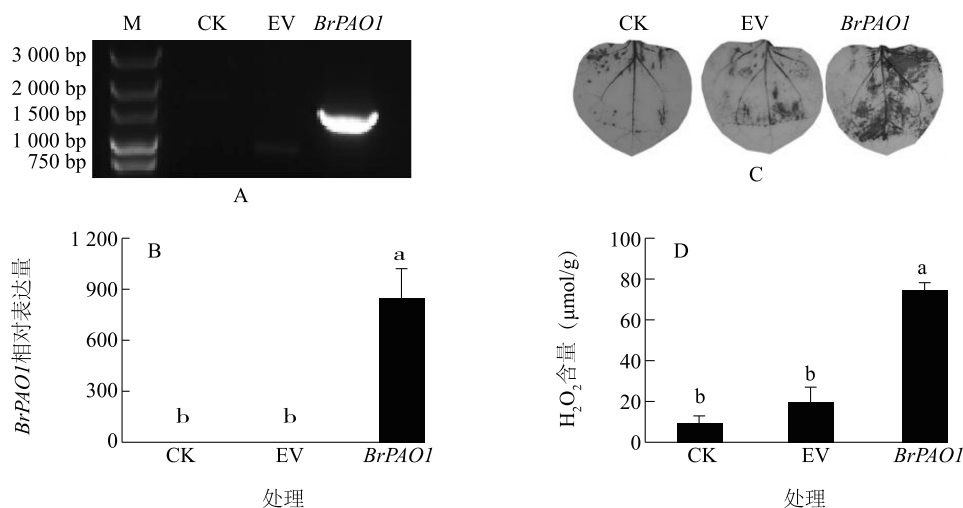 M CK EV BrPAO1
3 000 bp
2 000 bp
1 500 bp
1 000 bp
750 bp
A
CK EV BrPAO1
C
B
BrPAO1相对表达量
1 200
900
600
300
0
b b a
CK EV BrPAO1
处理
D
H₂O₂含量（μmol/g）
100
80
60
40
20
0
b b a
CK EV BrPAO1
处理